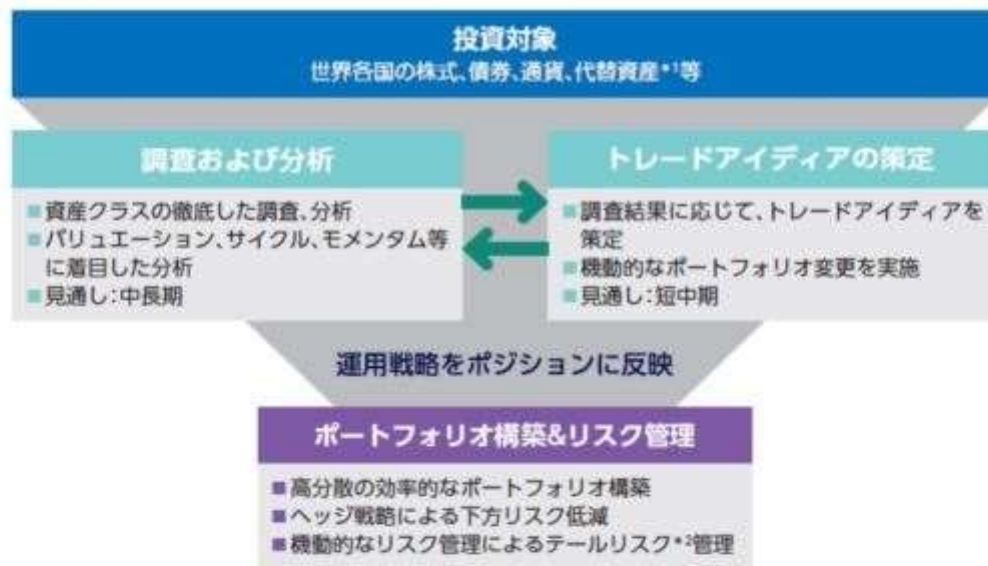 投資対象
世界各国の株式、債券、通貨、代替資産*1等
調査および分析
■資産クラスの徹底した調査、分析
■バリュエーション、サイクル、モメンタム等
に着目した分析
■見通し:中長期
トレードアイディアの策定
■調査結果に応じて、トレードアイディアを
策定
■機動的なポートフォリオ変更を実施
■見通し:短中期
運用戦略をポジションに反映
ポートフォリオ構築&リスク管理
■高分散の効率的なポートフォリオ構築
■ヘッジ戦略による下方リスク低減
■機動的なリスク管理によるテールリスク*2管理